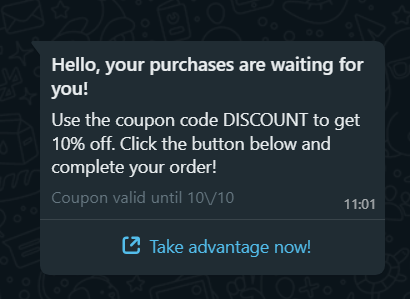 Hello, your purchases are waiting for
you!
Use the coupon code DISCOUNT to get
10% off. Click the button below and
complete your order!
Coupon valid until 10\/10
11:01
Take advantage now!